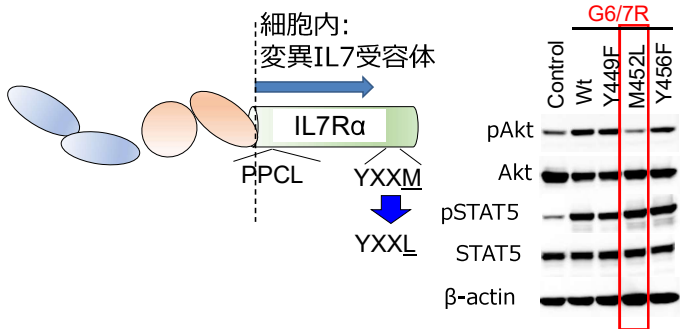 細胞内:
変異IL7受容体
IL7Rα
PPCL
YXXM
YXXL
G6/7R
Control
Wt
Y449F
M452L
Y456F
pAkt
Akt
pSTAT5
STAT5
β-actin